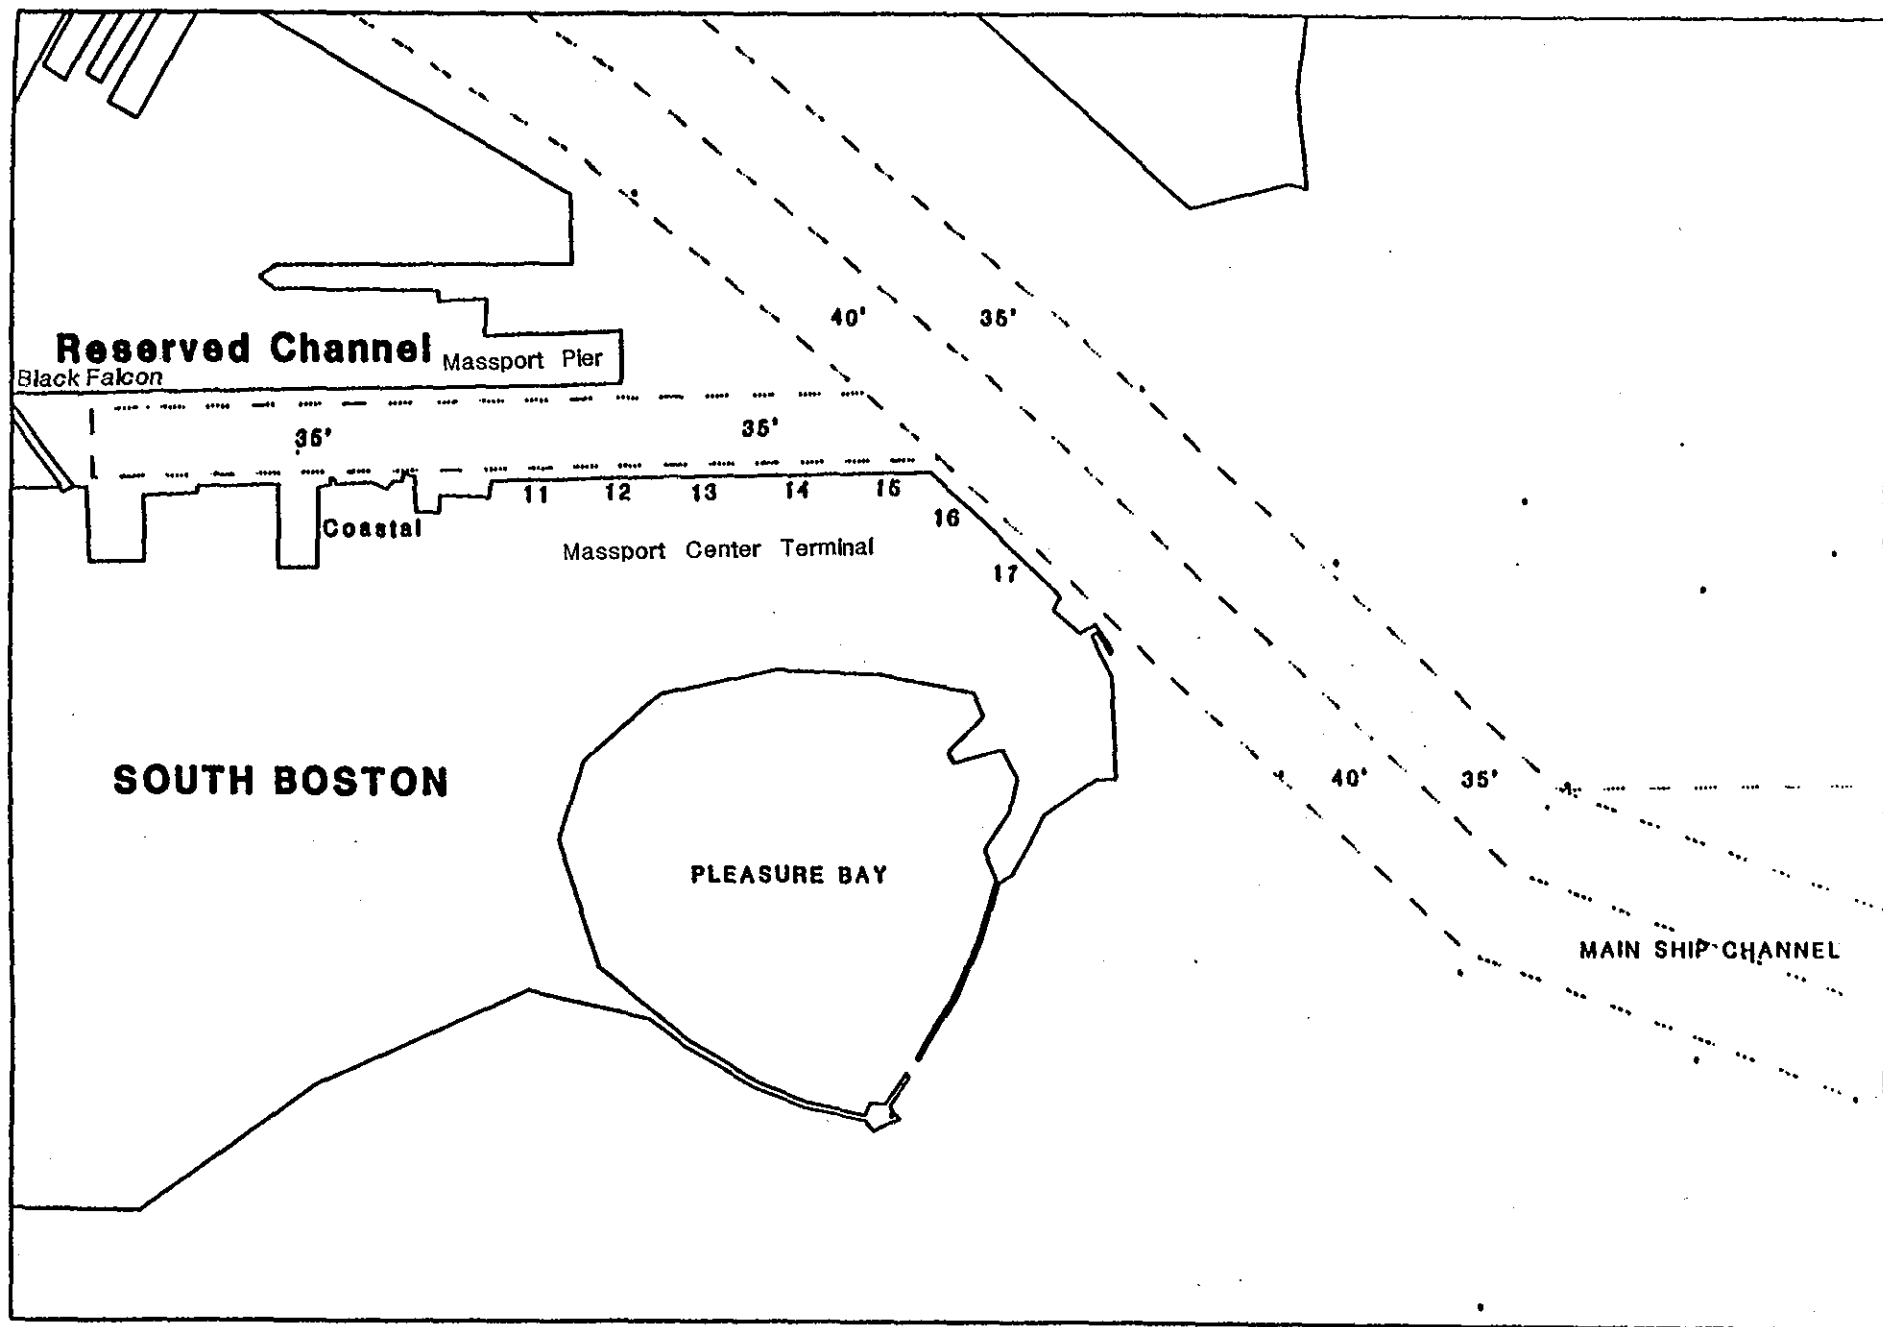 40' 35'
Reserved Channel Massport Pier
Black Falcon
35' 35'
11 12 13 14 15
16
Coastal
Massport Center Terminal
17
SOUTH BOSTON
40' 35'
PLEASURE BAY
MAIN SHIP CHANNEL